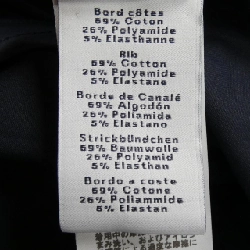 Bord côtes
69% Coton
26% Polyamide
5% Elasthanne
Rib
69% Cotton
26% Polyamide
5% Elastane
Borde de Canalé
69% Algodón
26% Poliamida
5% Elastano
Strickbündchen
69% Baumwolle
26% Polyamid
5% Elasthan
Bordo a coste
69% Cotone
26% Poliammide
5% Elastan